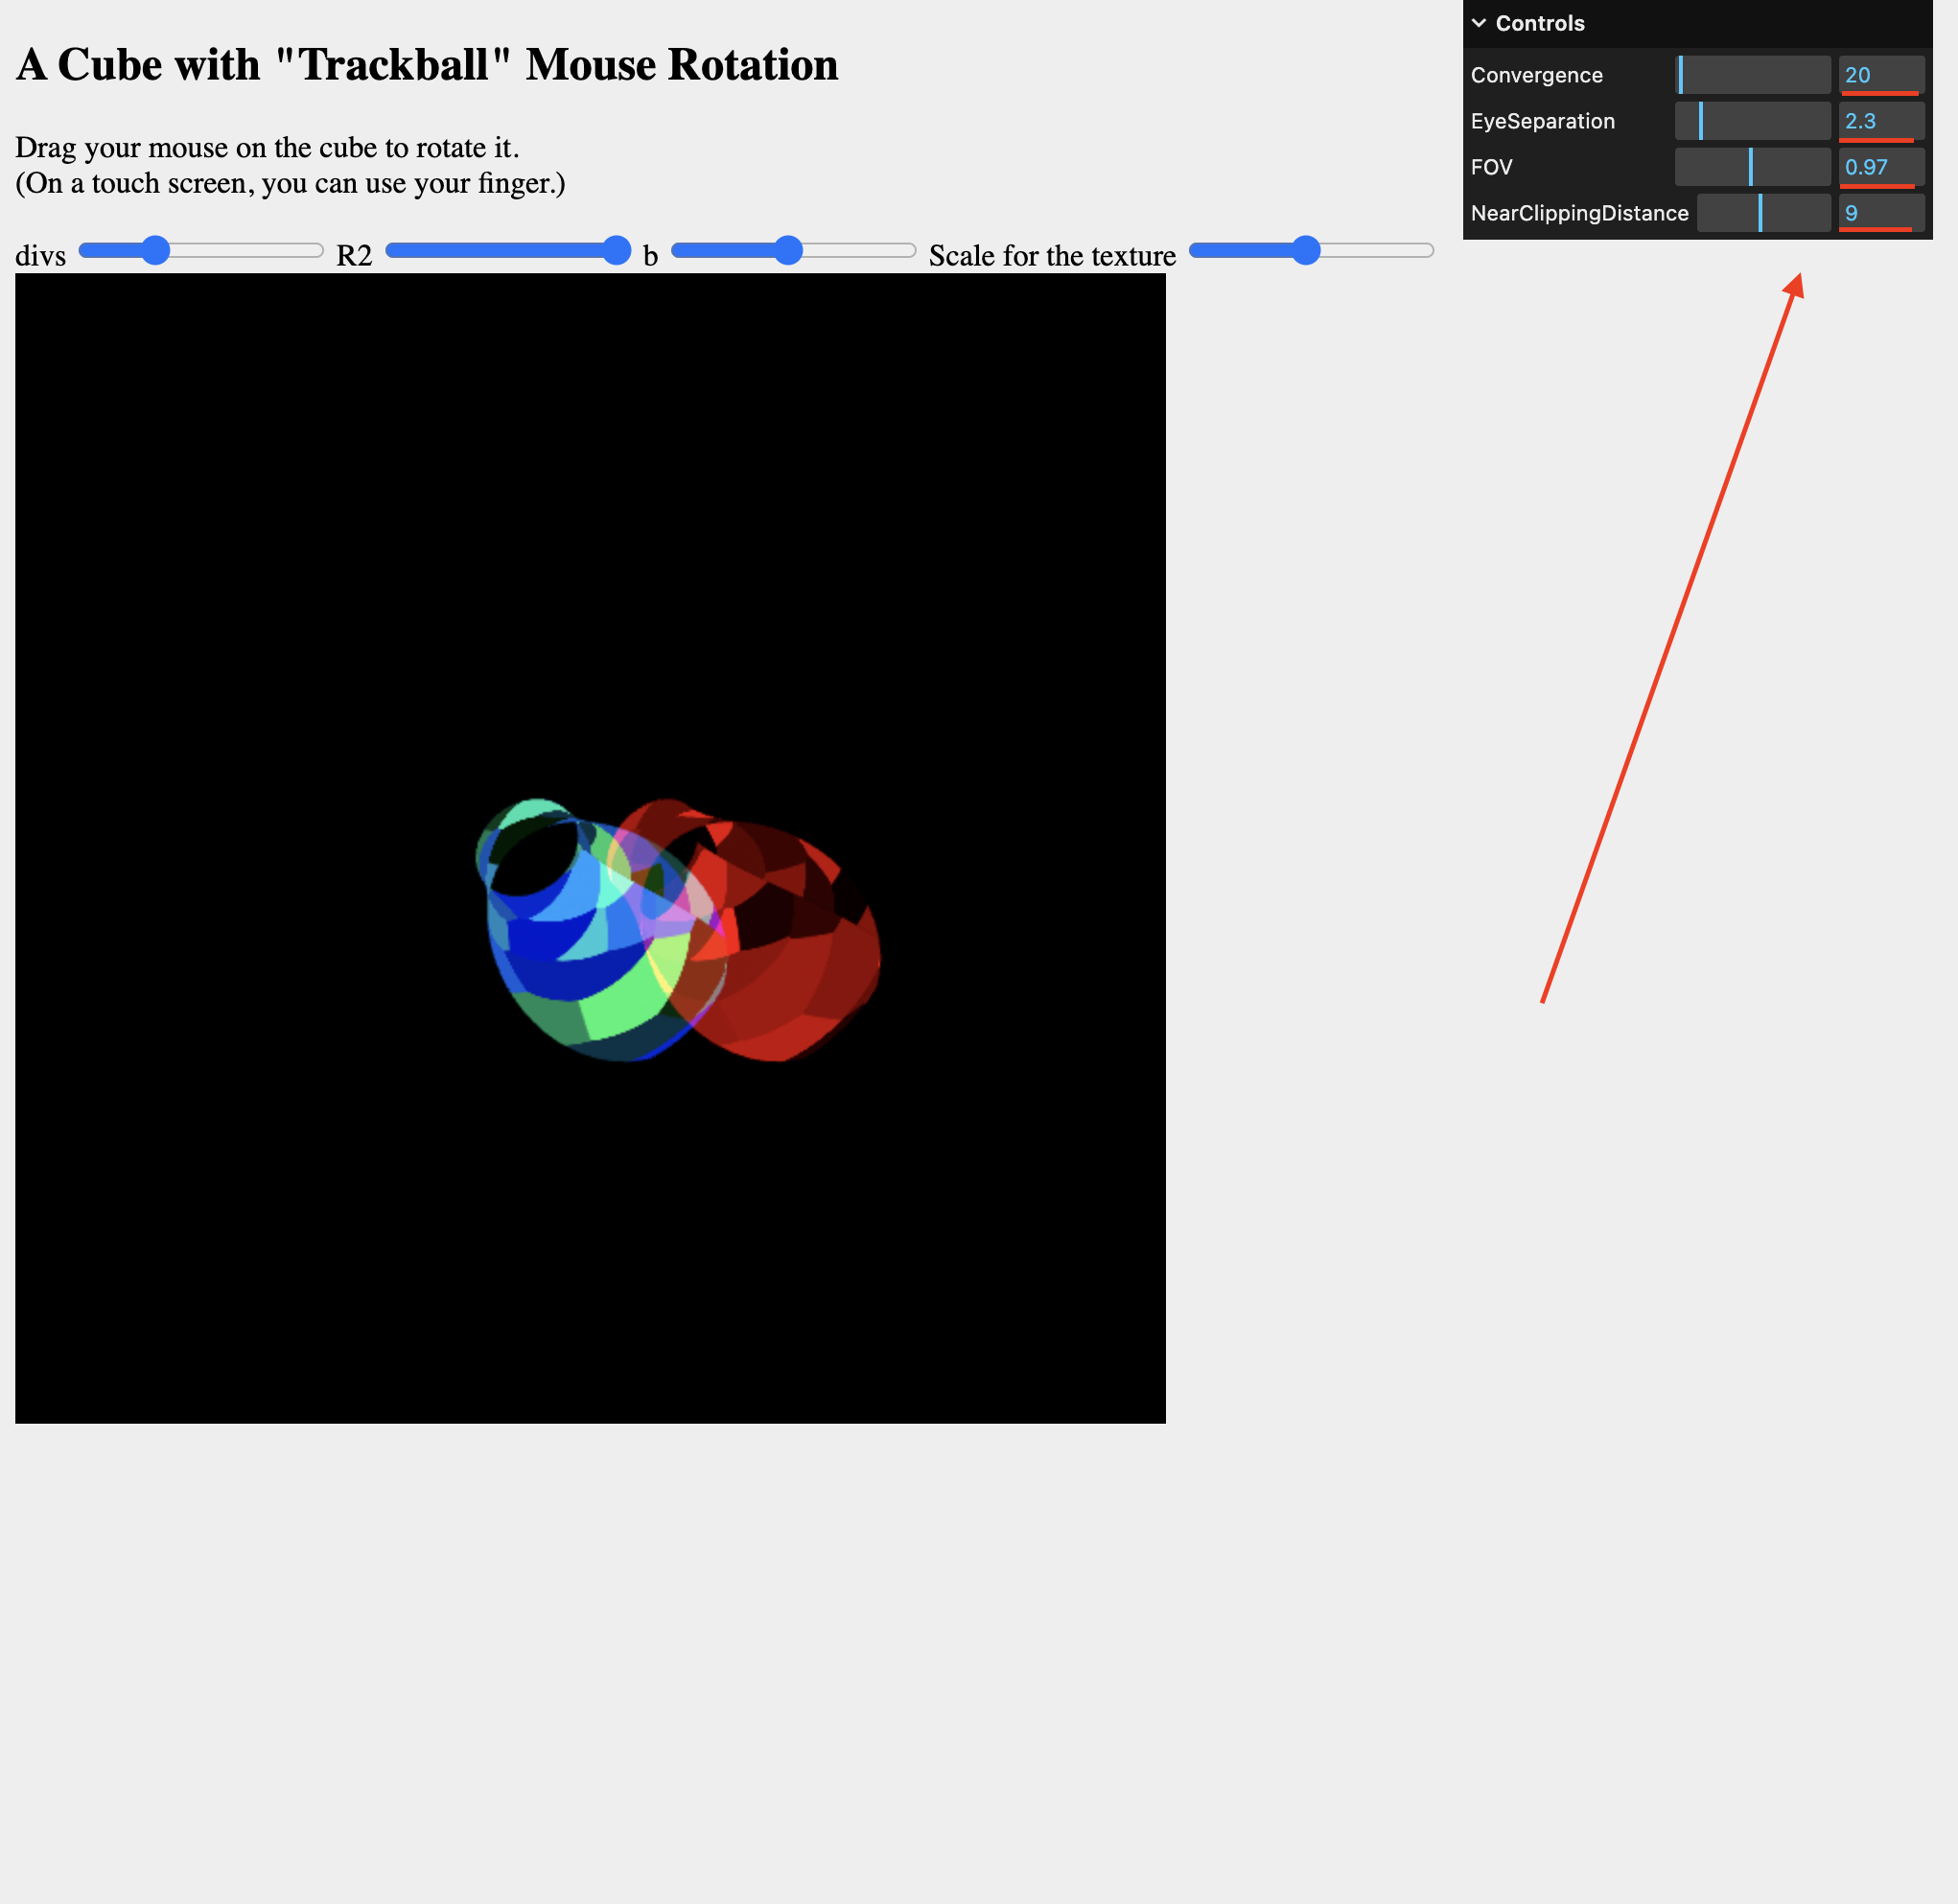 A Cube with "Trackball" Mouse Rotation
Drag your mouse on the cube to rotate it.
(On a touch screen, you can use your finger.)
divs R2 b Scale for the texture
Controls
Convergence 20
EyeSeparation 2.3
FOV 0.97
NearClippingDistance 9